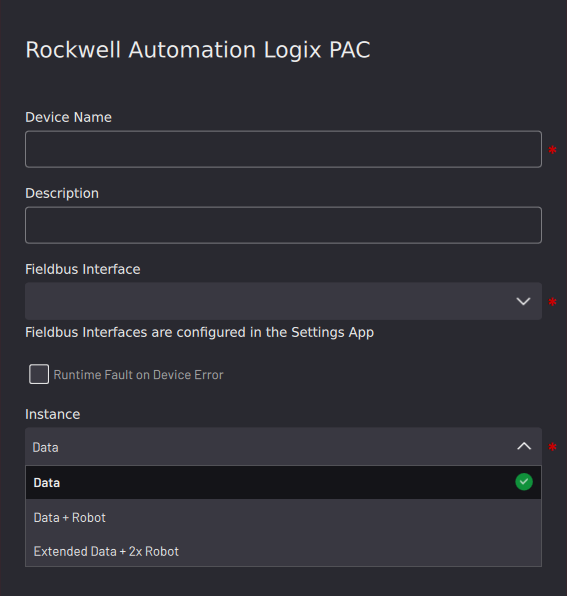 Rockwell Automation Logix PAC
Device Name
*
Description
Fieldbus Interface
*
Fieldbus Interfaces are configured in the Settings App
Runtime Fault on Device Error
Instance
Data *
Data
Data + Robot
Extended Data + 2x Robot